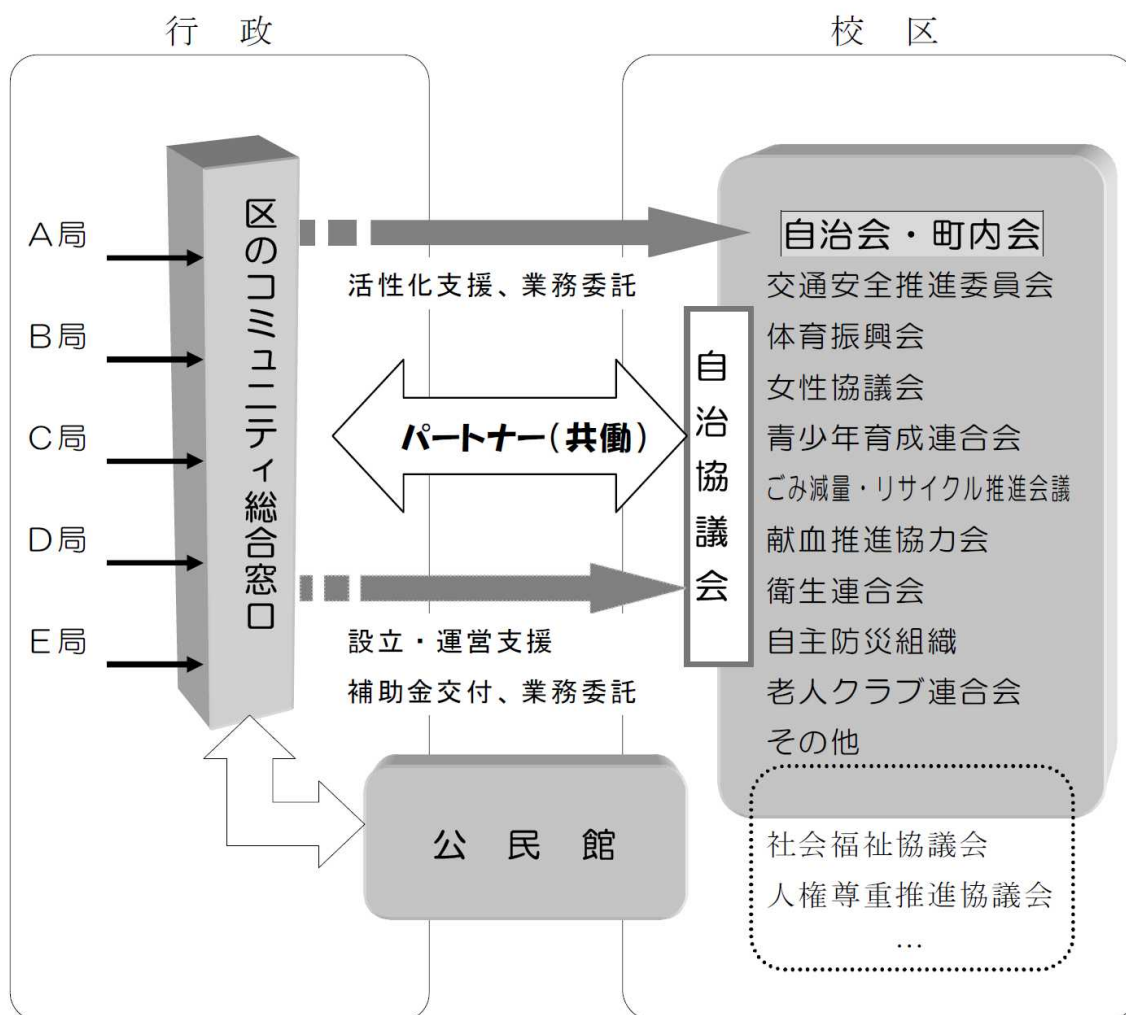 行　政
校　区
A局
B局
C局
D局
E局
区のコミュニティ総合窓口
活性化支援、業務委託
パートナー(共働)
設立・運営支援
補助金交付、業務委託
公　民　館
自治協議会
自治会・町内会
交通安全推進委員会
体育振興会
女性協議会
青少年育成連合会
ごみ減量・リサイクル推進会議
献血推進協力会
衛生連合会
自主防災組織
老人クラブ連合会
その他
社会福祉協議会
人権尊重推進協議会
…